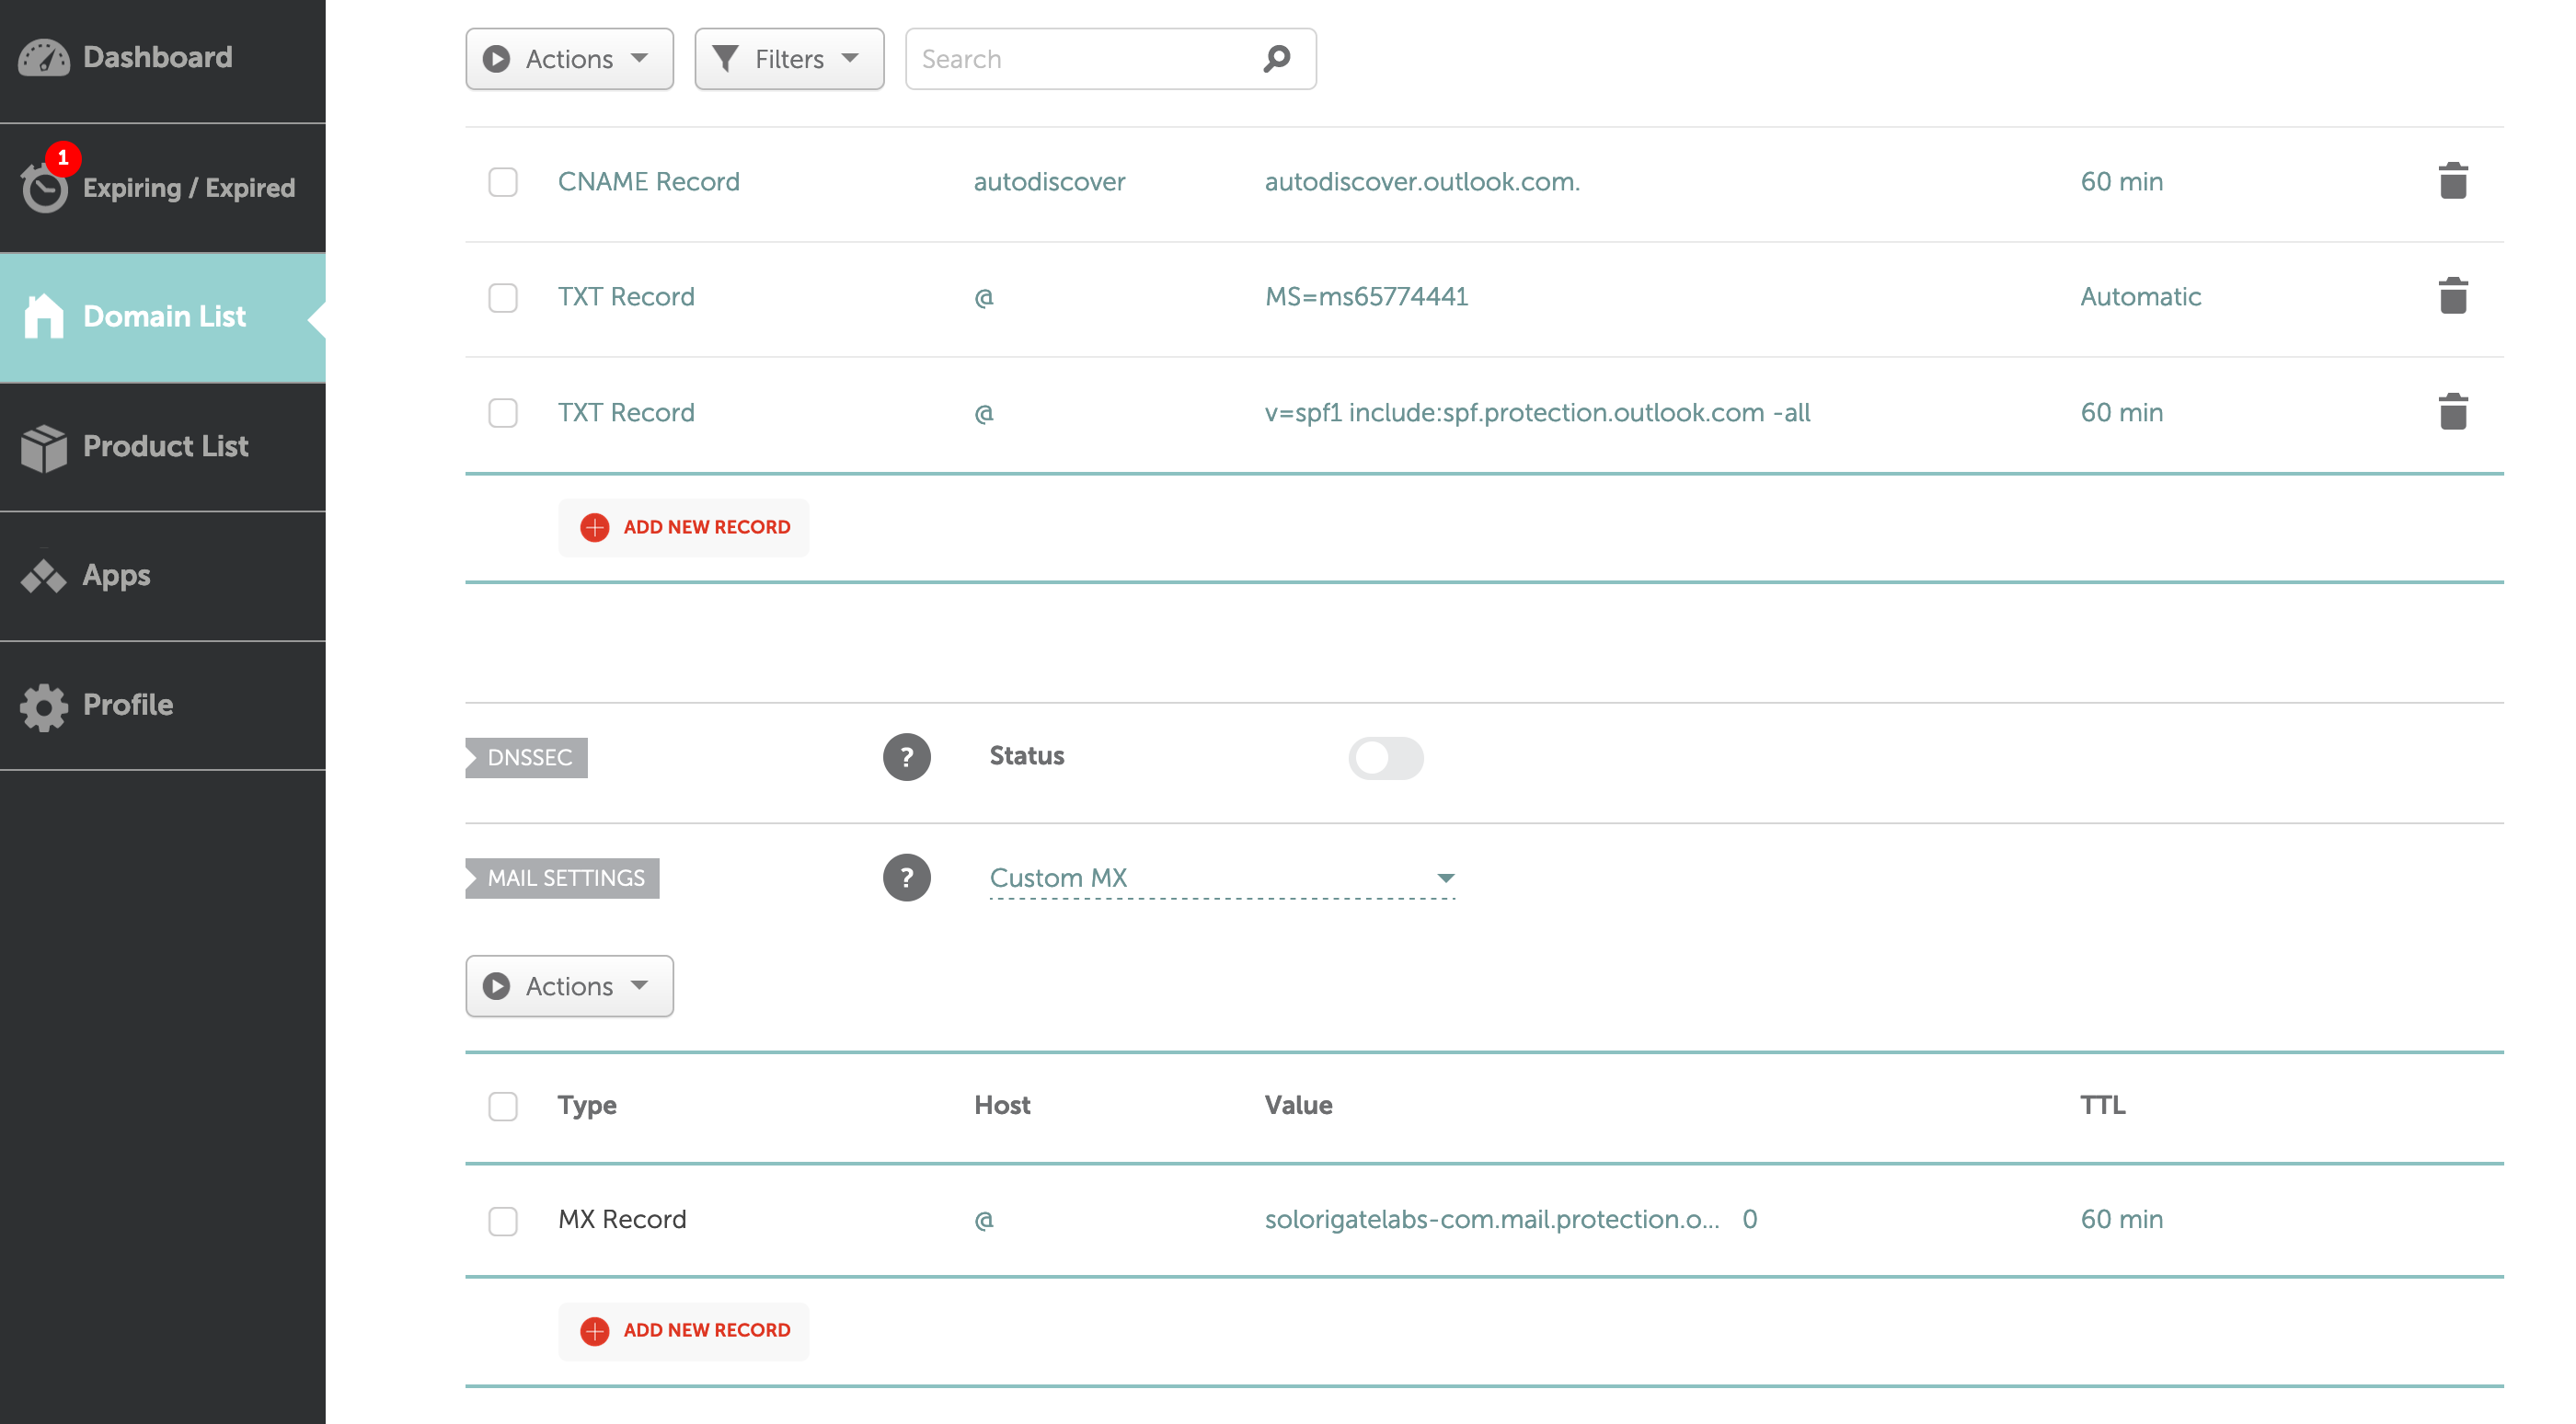 Dashboard
1
Expiring / Expired
Domain List
Product List
Apps
Profile
Actions Filters Search
CNAME Record autodiscover autodiscover.outlook.com. 60 min
TXT Record @ MS=ms65774441 Automatic
TXT Record @ v=spf1 include:spf.protection.outlook.com -all 60 min
ADD NEW RECORD
DNSSEC ? Status
MAIL SETTINGS ? Custom MX
Actions
Type Host Value TTL
MX Record @ solorigatelabs-com.mail.protection.o... 0 60 min
ADD NEW RECORD